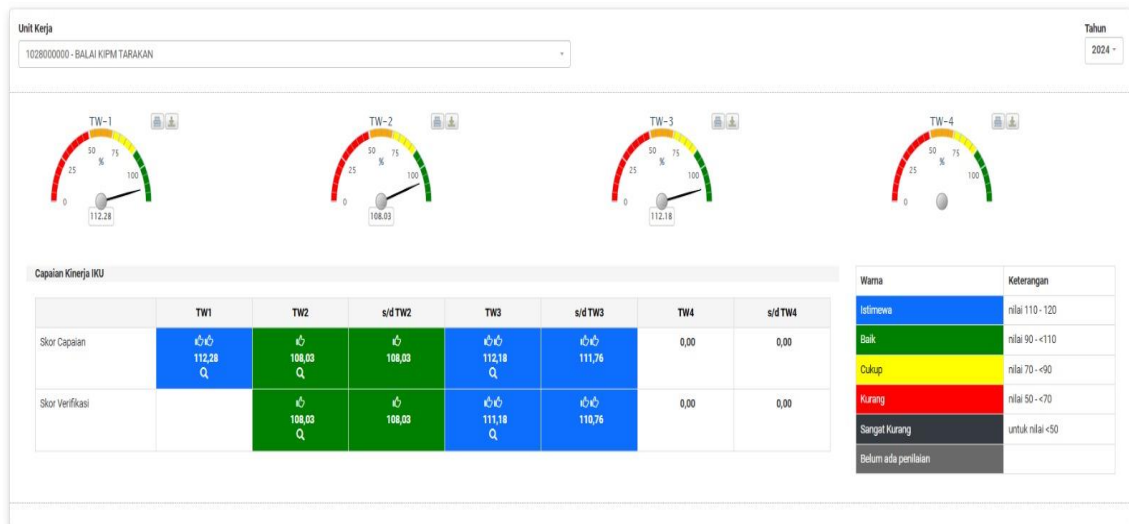 Unit Kerja
Tahun
1028000000 - BALAI KIPM TARAKAN
2024
TW-1
0 25 50 75 100
%
112.28
TW-2
0 25 50 75 100
%
108.03
TW-3
0 25 50 75 100
%
112.18
TW-4
0 25 50 75 100
%
Capaian Kinerja IKU
TW1 TW2 s/d TW2 TW3 s/d TW3 TW4 s/d TW4
Skor Capaian 112,28 108,03 108,03 112,18 111,76 0,00 0,00
Skor Verifikasi 108,03 108,03 111,18 110,76 0,00 0,00
Warna Keterangan
Istimewa nilai 110 - 120
Baik nilai 90 - <110
Cukup nilai 70 - <90
Kurang nilai 50 - <70
Sangat Kurang untuk nilai <50
Belum ada penilaian